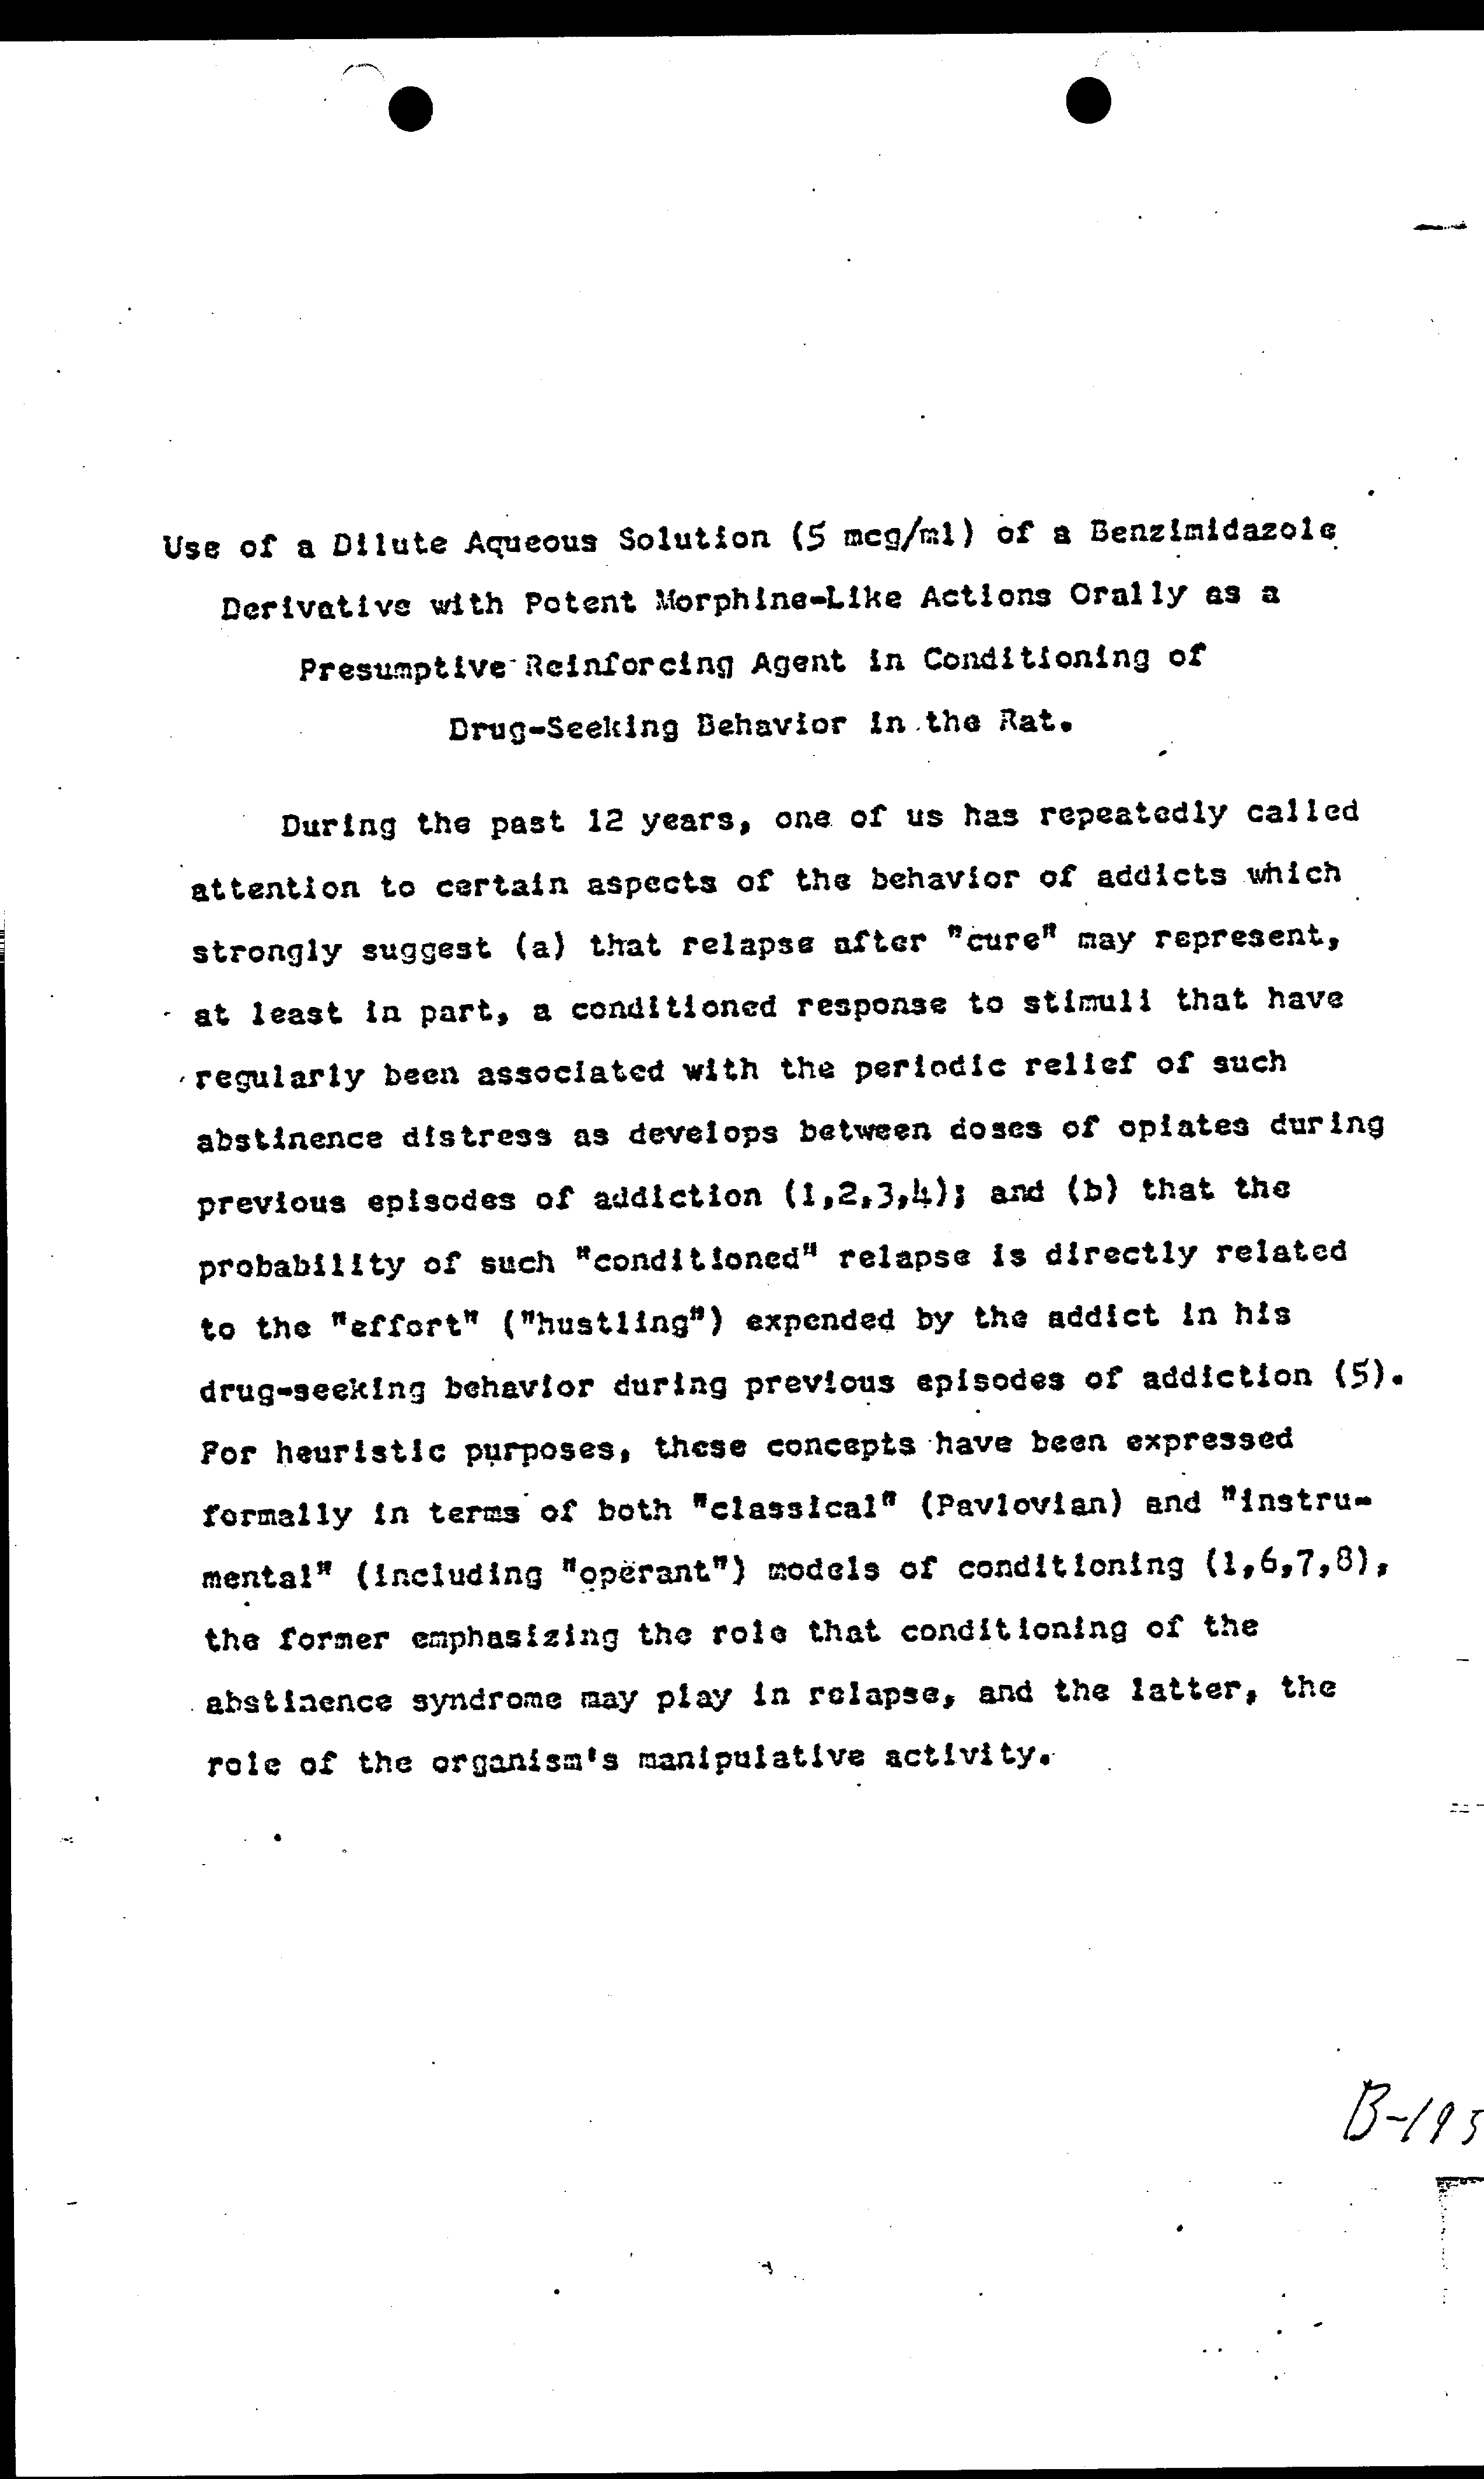 Use of a Dilute Aqueous Solution (5 mcg/ml) of a Benzimidazole
Derivative with Potent Morphine-Like Actions Orally as a
Presumptive Reinforcing Agent in Conditioning of
Drug-Seeking Behavior in the Rat.
During the past 12 years, one of us has repeatedly called
attention to certain aspects of the behavior of addicts which
strongly suggest (a) that relapse after "cure" may represent,
at least in part, a conditioned response to stimuli that have
regularly been associated with the periodic relief of such
abstinence distress as develops between doses of opiates during
previous episodes of addiction (1,2,3,4); and (b) that the
probability of such "conditioned" relapse is directly related
to the "effort" ("hustling") expended by the addict in his
drug-seeking behavior during previous episodes of addiction (5).
For heuristic purposes, these concepts have been expressed
formally in terms of both "classical" (Pavlovian) and "instru-
mental" (including "operant") models of conditioning (1,6,7,8),
the former emphasizing the role that conditioning of the
abstinence syndrome may play in relapse, and the latter, the
role of the organism's manipulative activity.
B-195